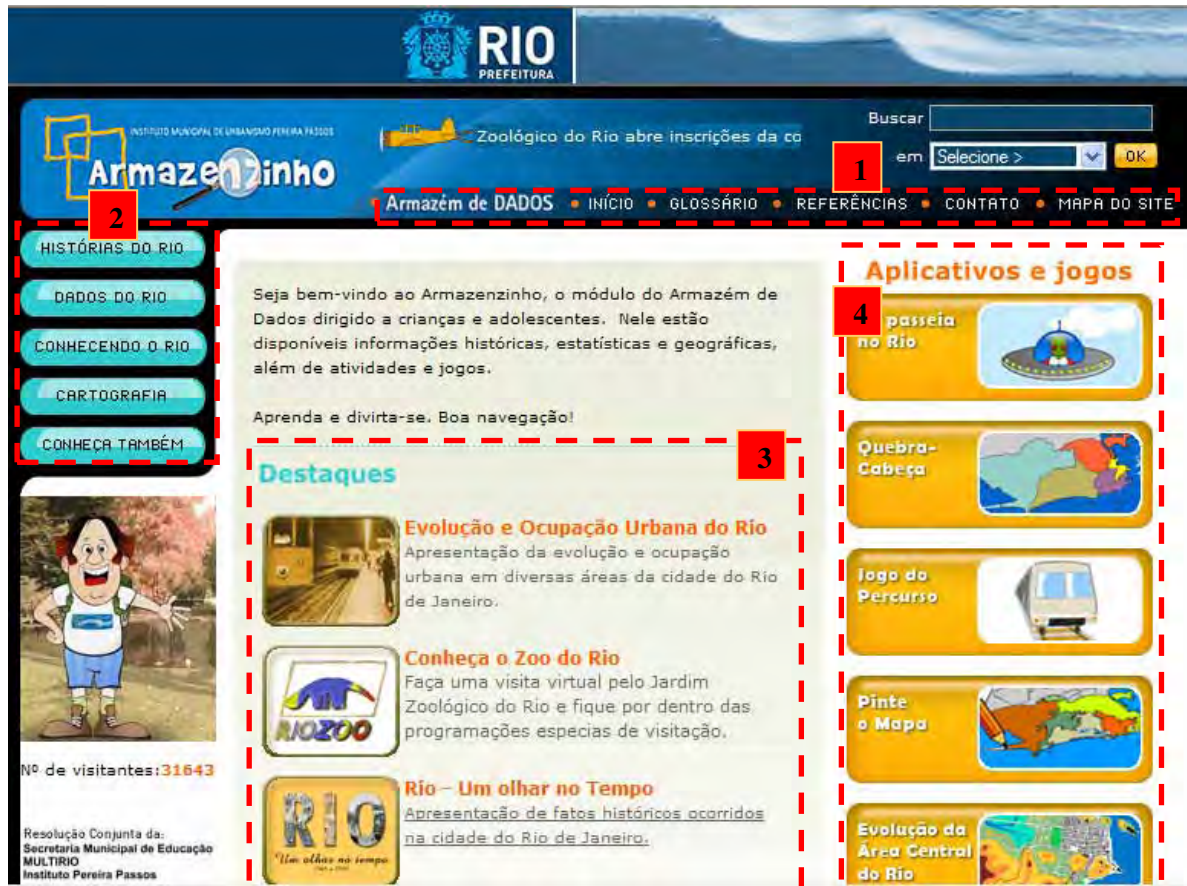 RIO
PREFEITURA
INSTITUTO MUNICIPAL DE URBANISMO PEREIRA PASSOS
Armazenzinho
Zoológico do Rio abre inscrições da co
Buscar
em Selecione > OK
1
Armazém de DADOS • INÍCIO • GLOSSÁRIO • REFERÊNCIAS • CONTATO • MAPA DO SITE
2
HISTÓRIAS DO RIO
DADOS DO RIO
CONHECENDO O RIO
CARTOGRAFIA
CONHEÇA TAMBÉM
Nº de visitantes:31643
Resolução Conjunta da:
Secretaria Municipal de Educação
MULTIRIO
Instituto Pereira Passos
Seja bem-vindo ao Armazenzinho, o módulo do Armazém de
Dados dirigido a crianças e adolescentes. Nele estão
disponíveis informações históricas, estatísticas e geográficas,
além de atividades e jogos.
Aprenda e divirta-se. Boa navegação!
3
Destaques
Evolução e Ocupação Urbana do Rio
Apresentação da evolução e ocupação
urbana em diversas áreas da cidade do Rio
de Janeiro.
RIOZOO
Conheça o Zoo do Rio
Faça uma visita virtual pelo Jardim
Zoológico do Rio e fique por dentro das
programações especias de visitação.
RIO
Um olhar no tempo
Rio - Um olhar no Tempo
Apresentação de fatos históricos ocorridos
na cidade do Rio de Janeiro.
Aplicativos e jogos
4
passeia
no Rio
Quebra-
Cabeça
Jogo do
Percurso
Pinte
o Mapa
Evolução da
Área Central
do Rio